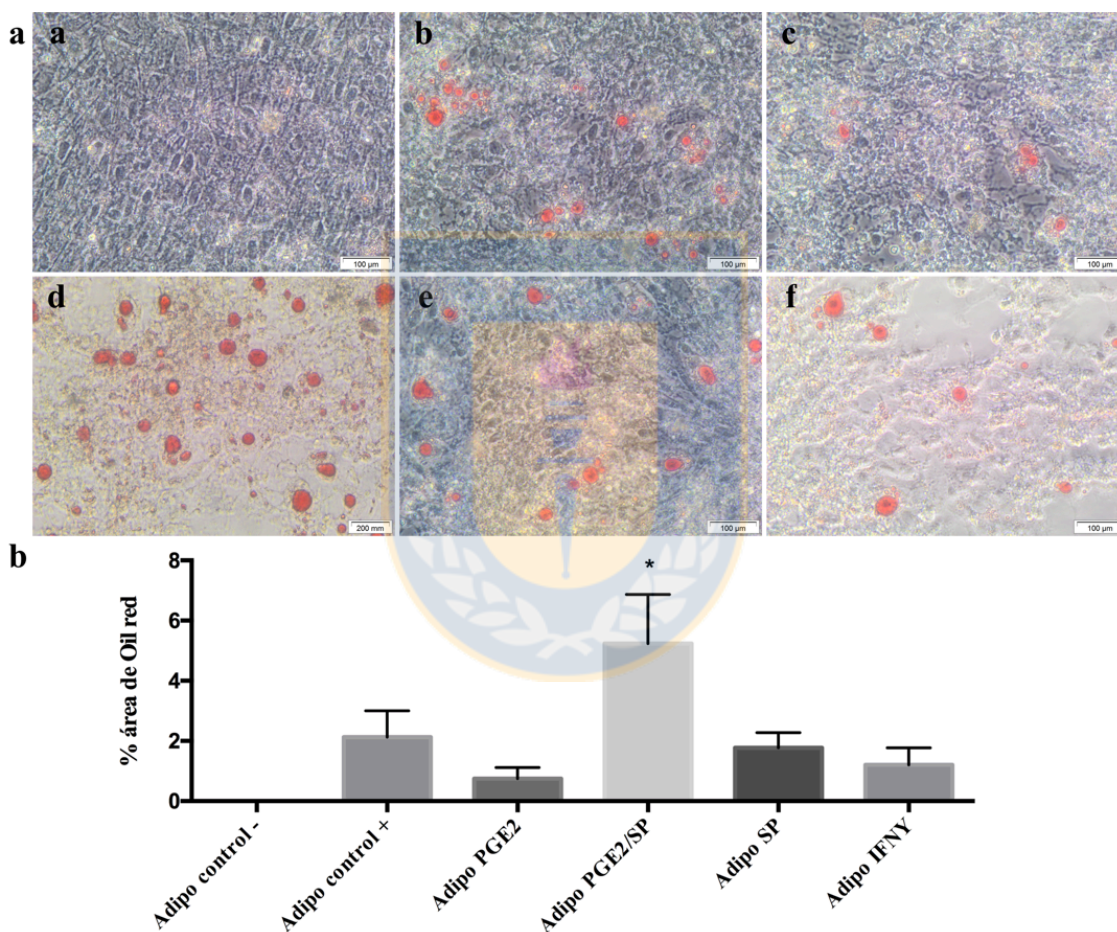 a
a
b
c
100 µm
100 µm
100 µm
d
e
f
200 mm
100 µm
100 µm
b
% área de Oil red
8
6
4
2
0
*
Adipo control -
Adipo control +
Adipo PGE2
Adipo PGE2/SP
Adipo SP
Adipo IFNY